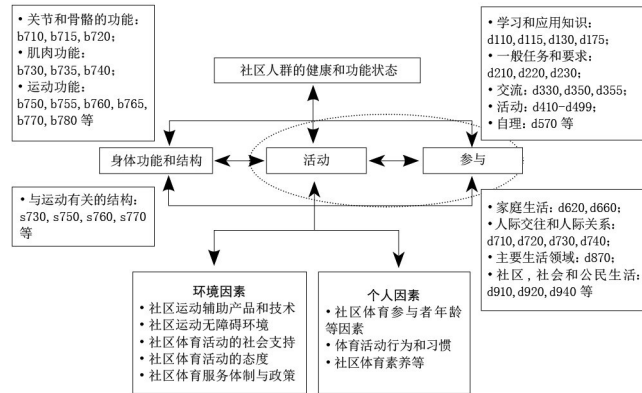 • 关节和骨骼的功能:
b710, b715, b720;
• 肌肉功能:
b730, b735, b740;
• 运动功能:
b750, b755, b760, b765,
b770, b780 等
社区人群的健康和功能状态
• 学习和应用知识:
d110, d115, d130, d175;
• 一般任务和要求:
d210, d220, d230;
• 交流: d330, d350, d355;
• 活动: d410-d499;
• 自理: d570 等
身体功能和结构
活动
参与
• 与运动有关的结构:
s730, s750, s760, s770
等
• 家庭生活: d620, d660;
• 人际交往和人际关系:
d710, d720, d730, d740;
• 主要生活领域: d870;
• 社区,社会和公民生活:
d910, d920, d940 等
环境因素
• 社区运动辅助产品和技术
• 社区运动无障碍环境
• 社区体育活动的社会支持
• 社区体育活动的态度
• 社区体育服务体制与政策
个人因素
• 社区体育参与者年龄
等因素
• 体育活动行为和习惯
• 社区体育素养等